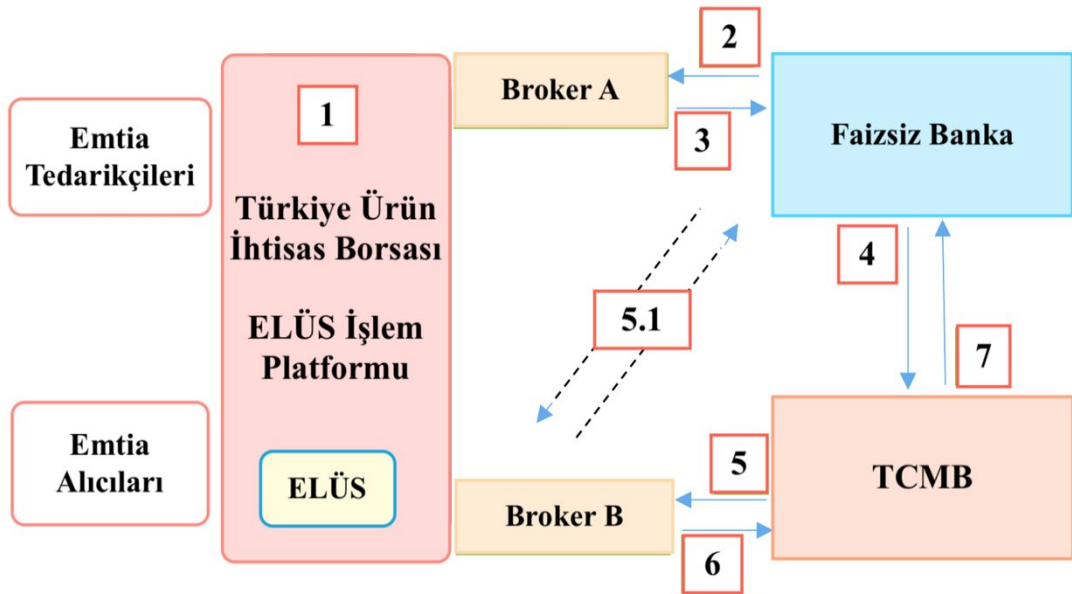 2
Broker A
1
3
Faizsiz Banka
Emtia
Tedarikçileri
Türkiye Ürün
İhtisas Borsası
ELÜS İşlem
Platformu
4
5.1
7
Emtia
Alıcıları
ELÜS
5
TCMB
Broker B
6